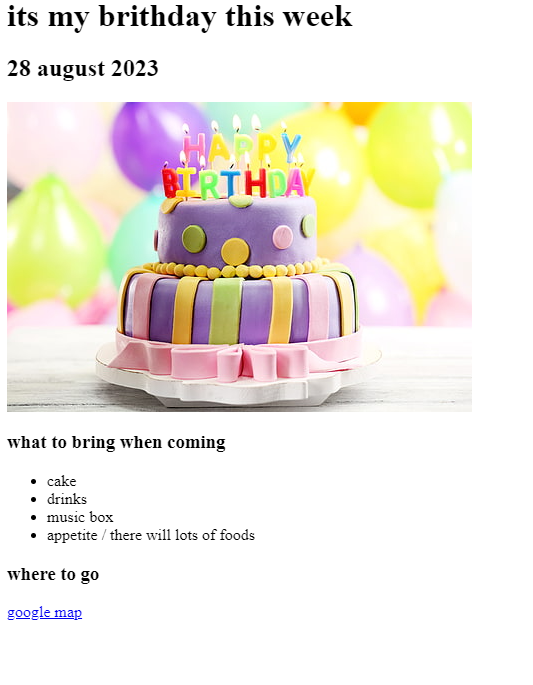 its my brithday this week
28 august 2023
HAPPY
BIRTHDAY
what to bring when coming
cake
drinks
music box
appetite / there will lots of foods
where to go
google map